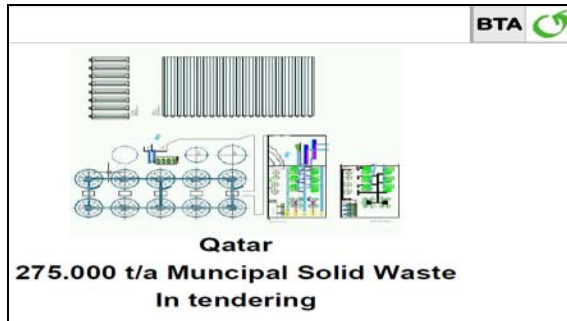 BTA
Qatar
275.000 t/a Muncipal Solid Waste
In tendering